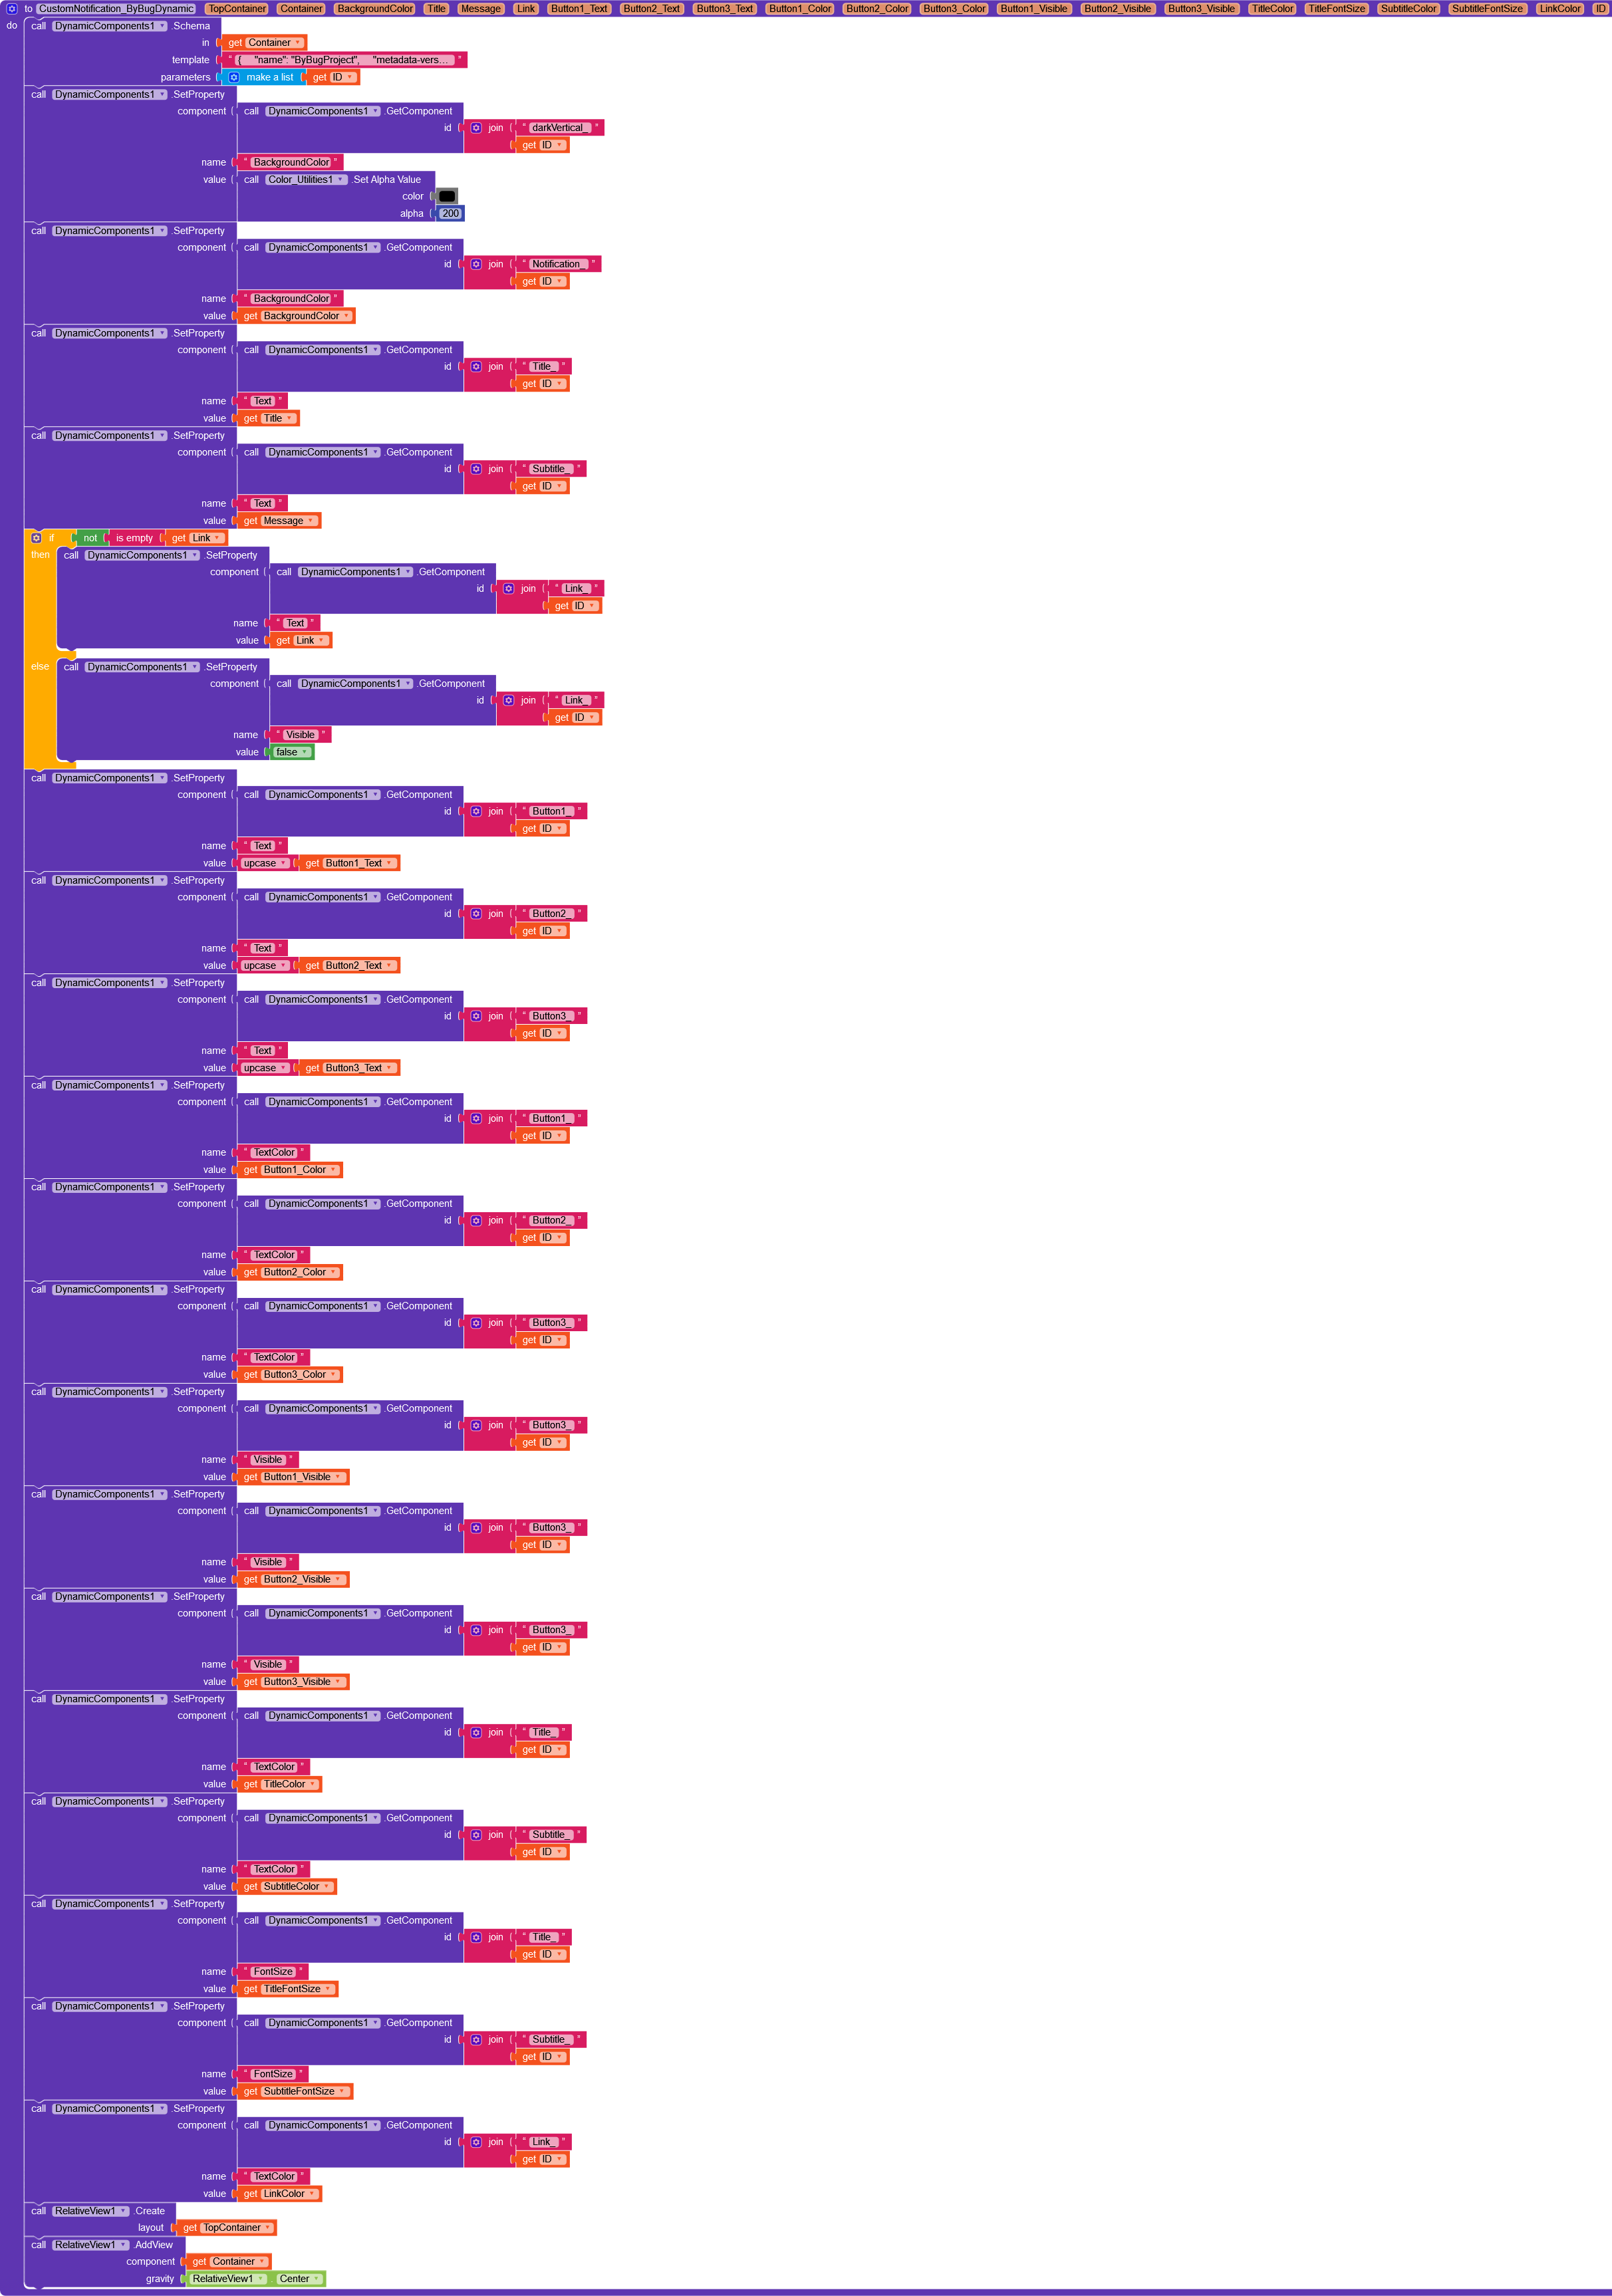 to CustomNotification_ByBugDynamic TopContainer Container BackgroundColor Title Message Link Button1_Text Button2_Text Button3_Text Button1_Color Button2_Color Button3_Color Button1_Visible Button2_Visible Button3_Visible TitleColor TitleFontSize SubtitleColor SubtitleFontSize LinkColor ID
do call DynamicComponents1 .Schema
in get Container
template " { "name": "ByBugProject", "metadata-vers... "
parameters make a list get ID
call DynamicComponents1 .SetProperty
component call DynamicComponents1 .GetComponent
id join " darkVertical_ "
get ID
name " BackgroundColor "
value call Color_Utilities1 .Set Alpha Value
color
alpha 200
call DynamicComponents1 .SetProperty
component call DynamicComponents1 .GetComponent
id join " Notification_ "
get ID
name " BackgroundColor "
value get BackgroundColor
call DynamicComponents1 .SetProperty
component call DynamicComponents1 .GetComponent
id join " Title_ "
get ID
name " Text "
value get Title
call DynamicComponents1 .SetProperty
component call DynamicComponents1 .GetComponent
id join " Subtitle_ "
get ID
name " Text "
value get Message
if not is empty get Link
then call DynamicComponents1 .SetProperty
component call DynamicComponents1 .GetComponent
id join " Link_ "
get ID
name " Text "
value get Link
else call DynamicComponents1 .SetProperty
component call DynamicComponents1 .GetComponent
id join " Link_ "
get ID
name " Visible "
value false
call DynamicComponents1 .SetProperty
component call DynamicComponents1 .GetComponent
id join " Button1_ "
get ID
name " Text "
value upcase get Button1_Text
call DynamicComponents1 .SetProperty
component call DynamicComponents1 .GetComponent
id join " Button2_ "
get ID
name " Text "
value upcase get Button2_Text
call DynamicComponents1 .SetProperty
component call DynamicComponents1 .GetComponent
id join " Button3_ "
get ID
name " Text "
value upcase get Button3_Text
call DynamicComponents1 .SetProperty
component call DynamicComponents1 .GetComponent
id join " Button1_ "
get ID
name " TextColor "
value get Button1_Color
call DynamicComponents1 .SetProperty
component call DynamicComponents1 .GetComponent
id join " Button2_ "
get ID
name " TextColor "
value get Button2_Color
call DynamicComponents1 .SetProperty
component call DynamicComponents1 .GetComponent
id join " Button3_ "
get ID
name " TextColor "
value get Button3_Color
call DynamicComponents1 .SetProperty
component call DynamicComponents1 .GetComponent
id join " Button3_ "
get ID
name " Visible "
value get Button1_Visible
call DynamicComponents1 .SetProperty
component call DynamicComponents1 .GetComponent
id join " Button3_ "
get ID
name " Visible "
value get Button2_Visible
call DynamicComponents1 .SetProperty
component call DynamicComponents1 .GetComponent
id join " Button3_ "
get ID
name " Visible "
value get Button3_Visible
call DynamicComponents1 .SetProperty
component call DynamicComponents1 .GetComponent
id join " Title_ "
get ID
name " TextColor "
value get TitleColor
call DynamicComponents1 .SetProperty
component call DynamicComponents1 .GetComponent
id join " Subtitle_ "
get ID
name " TextColor "
value get SubtitleColor
call DynamicComponents1 .SetProperty
component call DynamicComponents1 .GetComponent
id join " Title_ "
get ID
name " FontSize "
value get TitleFontSize
call DynamicComponents1 .SetProperty
component call DynamicComponents1 .GetComponent
id join " Subtitle_ "
get ID
name " FontSize "
value get SubtitleFontSize
call DynamicComponents1 .SetProperty
component call DynamicComponents1 .GetComponent
id join " Link_ "
get ID
name " TextColor "
value get LinkColor
call RelativeView1 .Create
layout get TopContainer
call RelativeView1 .AddView
component get Container
gravity RelativeView1 Center